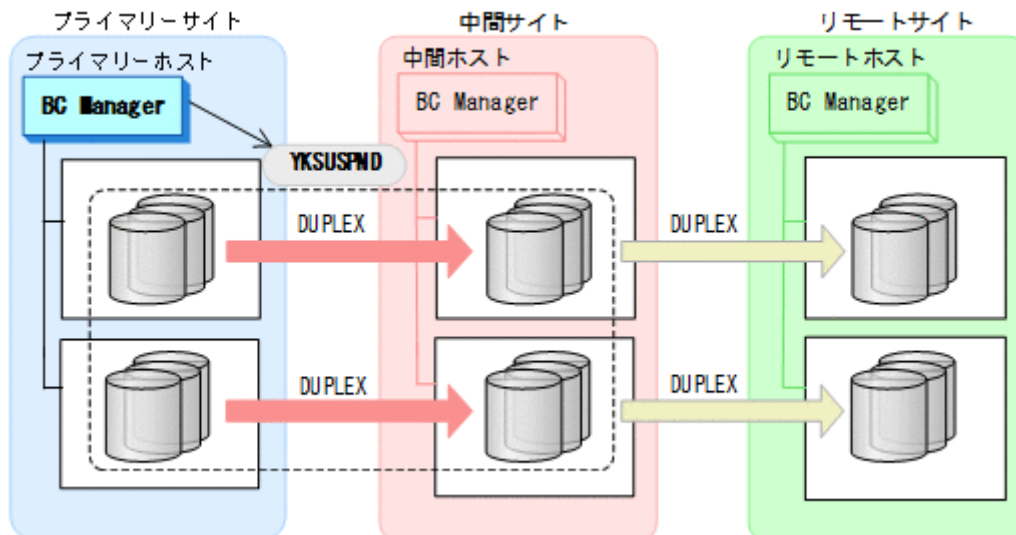 プライマリーサイト
中間サイト
リモートサイト
プライマリーホスト
中間ホスト
リモートホスト
BC Manager
BC Manager
BC Manager
YKSUSPND
DUPLEX
DUPLEX
DUPLEX
DUPLEX